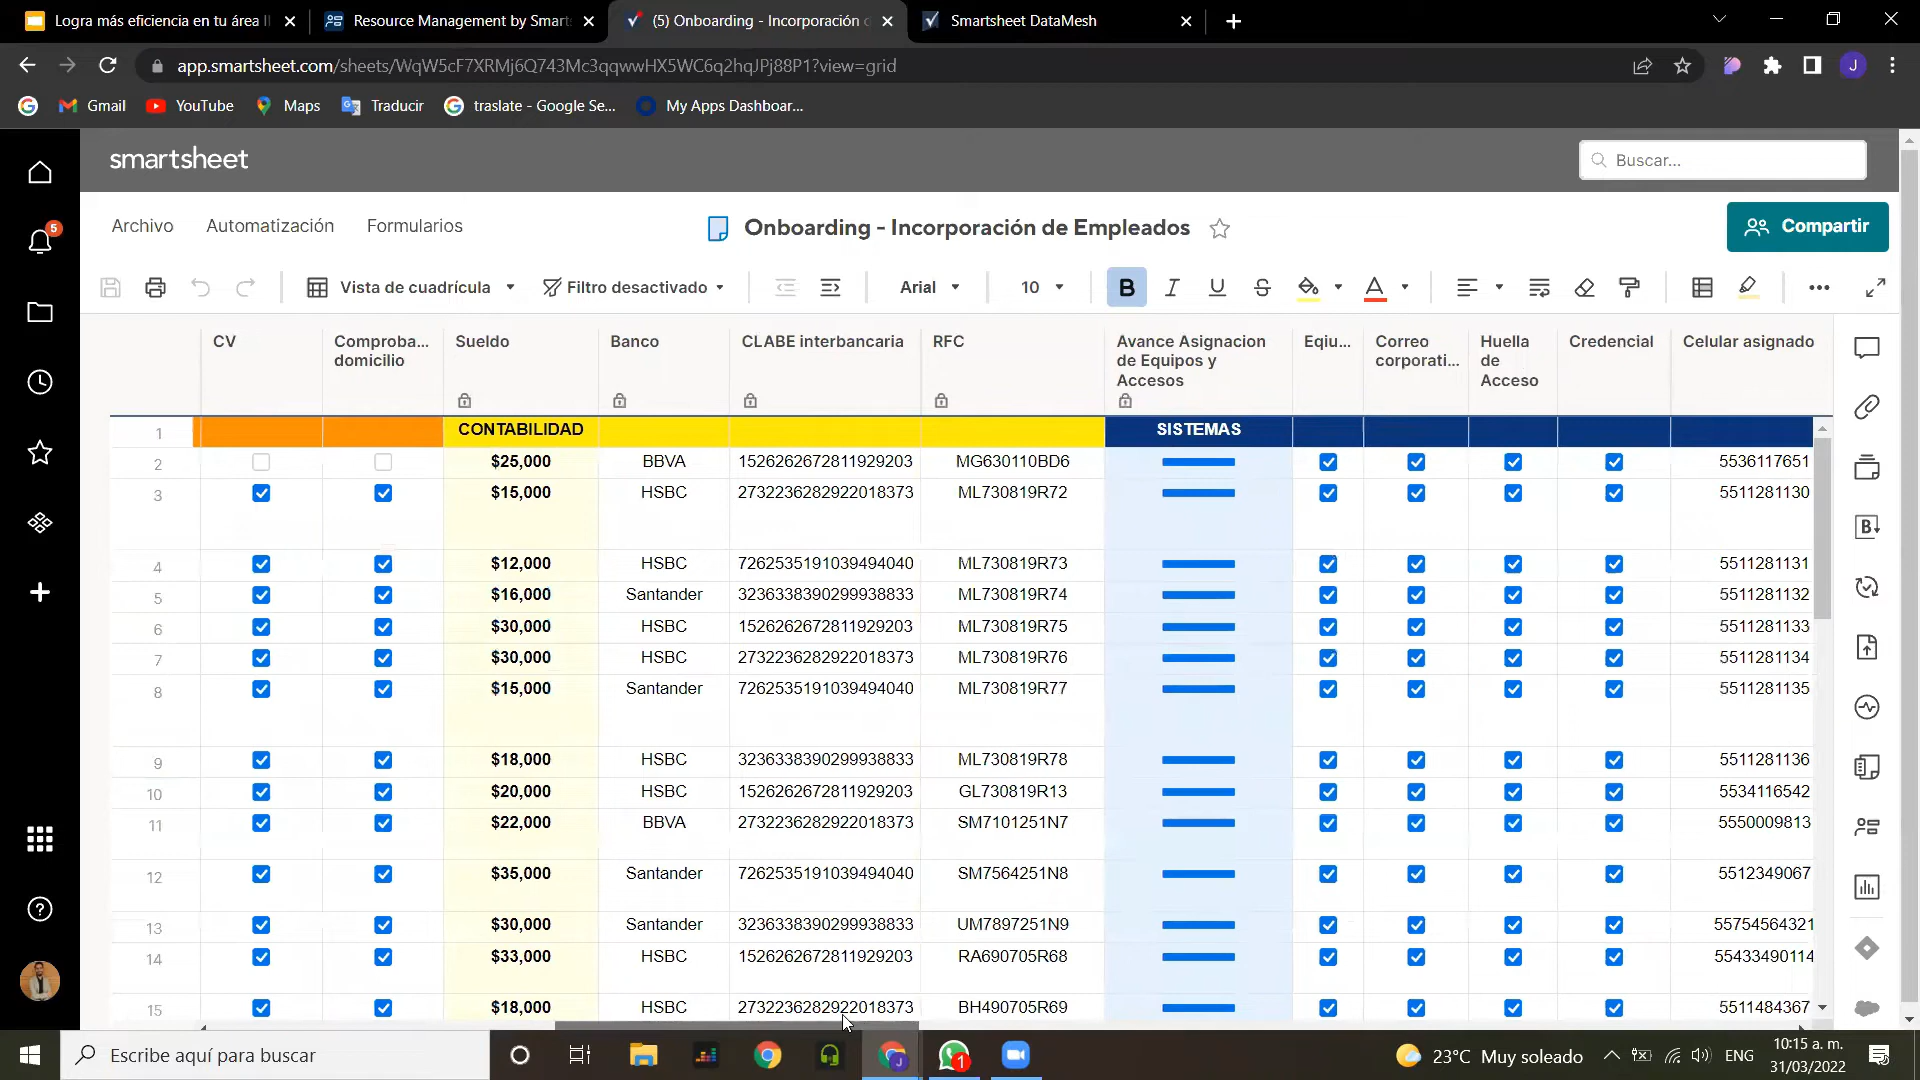 Logra más eficiencia en tu área
Resource Management by Smarts
(5) Onboarding - Incorporación
Smartsheet DataMesh
app.smartsheet.com/sheets/WqW5cF7XRMj6Q743Mc3qqwwHX5WC6q2hqJPj88P1?view=grid
J
Gmail
YouTube
Maps
Traducir
traslate - Google Se...
My Apps Dashboar...
smartsheet
Buscar...
5
Archivo
Automatización
Formularios
Onboarding - Incorporación de Empleados
Compartir
Vista de cuadrícula
Filtro desactivado
Arial
10
B I U S A
CV
Comproba... domicilio
Sueldo
Banco
CLABE interbancaria
RFC
Avance Asignacion de Equipos y Accesos
Eqiu...
Correo corporati...
Huella de Acceso
Credencial
Celular asignado
1 CONTABILIDAD SISTEMAS
2 $25,000 BBVA 1526262672811929203 MG630110BD6 5536117651
3 $15,000 HSBC 2732236282922018373 ML730819R72 5511281130
4 $12,000 HSBC 7262535191039494040 ML730819R73 5511281131
5 $16,000 Santander 3236338390299938833 ML730819R74 5511281132
6 $30,000 HSBC 1526262672811929203 ML730819R75 5511281133
7 $30,000 HSBC 2732236282922018373 ML730819R76 5511281134
8 $15,000 Santander 7262535191039494040 ML730819R77 5511281135
9 $18,000 HSBC 3236338390299938833 ML730819R78 5511281136
10 $20,000 HSBC 1526262672811929203 GL730819R13 5534116542
11 $22,000 BBVA 2732236282922018373 SM7101251N7 5550009813
12 $35,000 Santander 7262535191039494040 SM7564251N8 5512349067
13 $30,000 Santander 3236338390299938833 UM7897251N9 55754564321
14 $33,000 HSBC 1526262672811929203 RA690705R68 55433490114
15 $18,000 HSBC 2732236282922018373 BH490705R69 5511484367
Escribe aquí para buscar
J
1
23°C Muy soleado
ENG
10:15 a. m.
31/03/2022